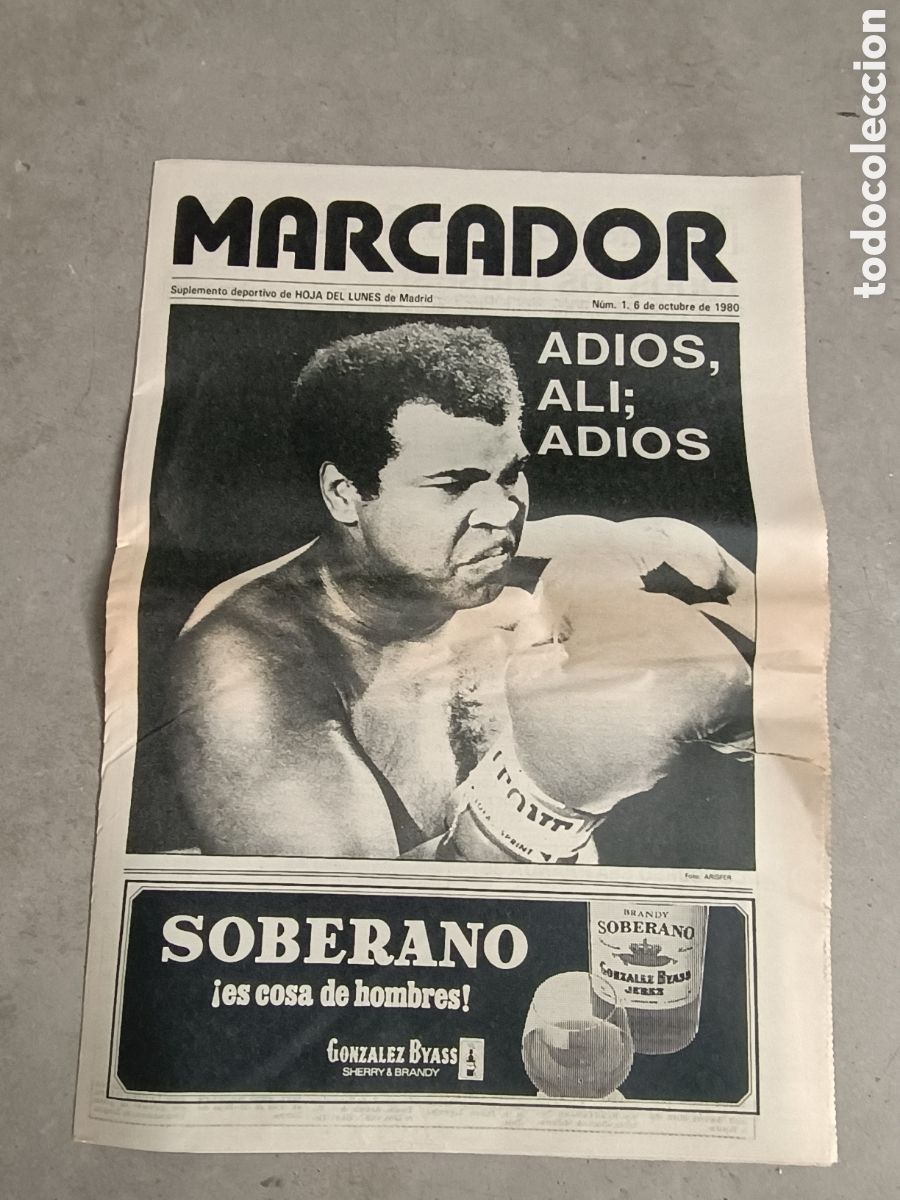 MARCADOR
Suplemento deportivo de HOJA DEL LUNES de Madrid
Núm. 1. 6 de octubre de 1980
ADIOS,
ALI;
ADIOS
SPRINT
Foto: ARISFER
SOBERANO
¡es cosa de hombres!
GONZALEZ BYASS
SHERRY & BRANDY
BRANDY
SOBERANO
GONZALEZ BYASS
JEREZ
todocoleccion